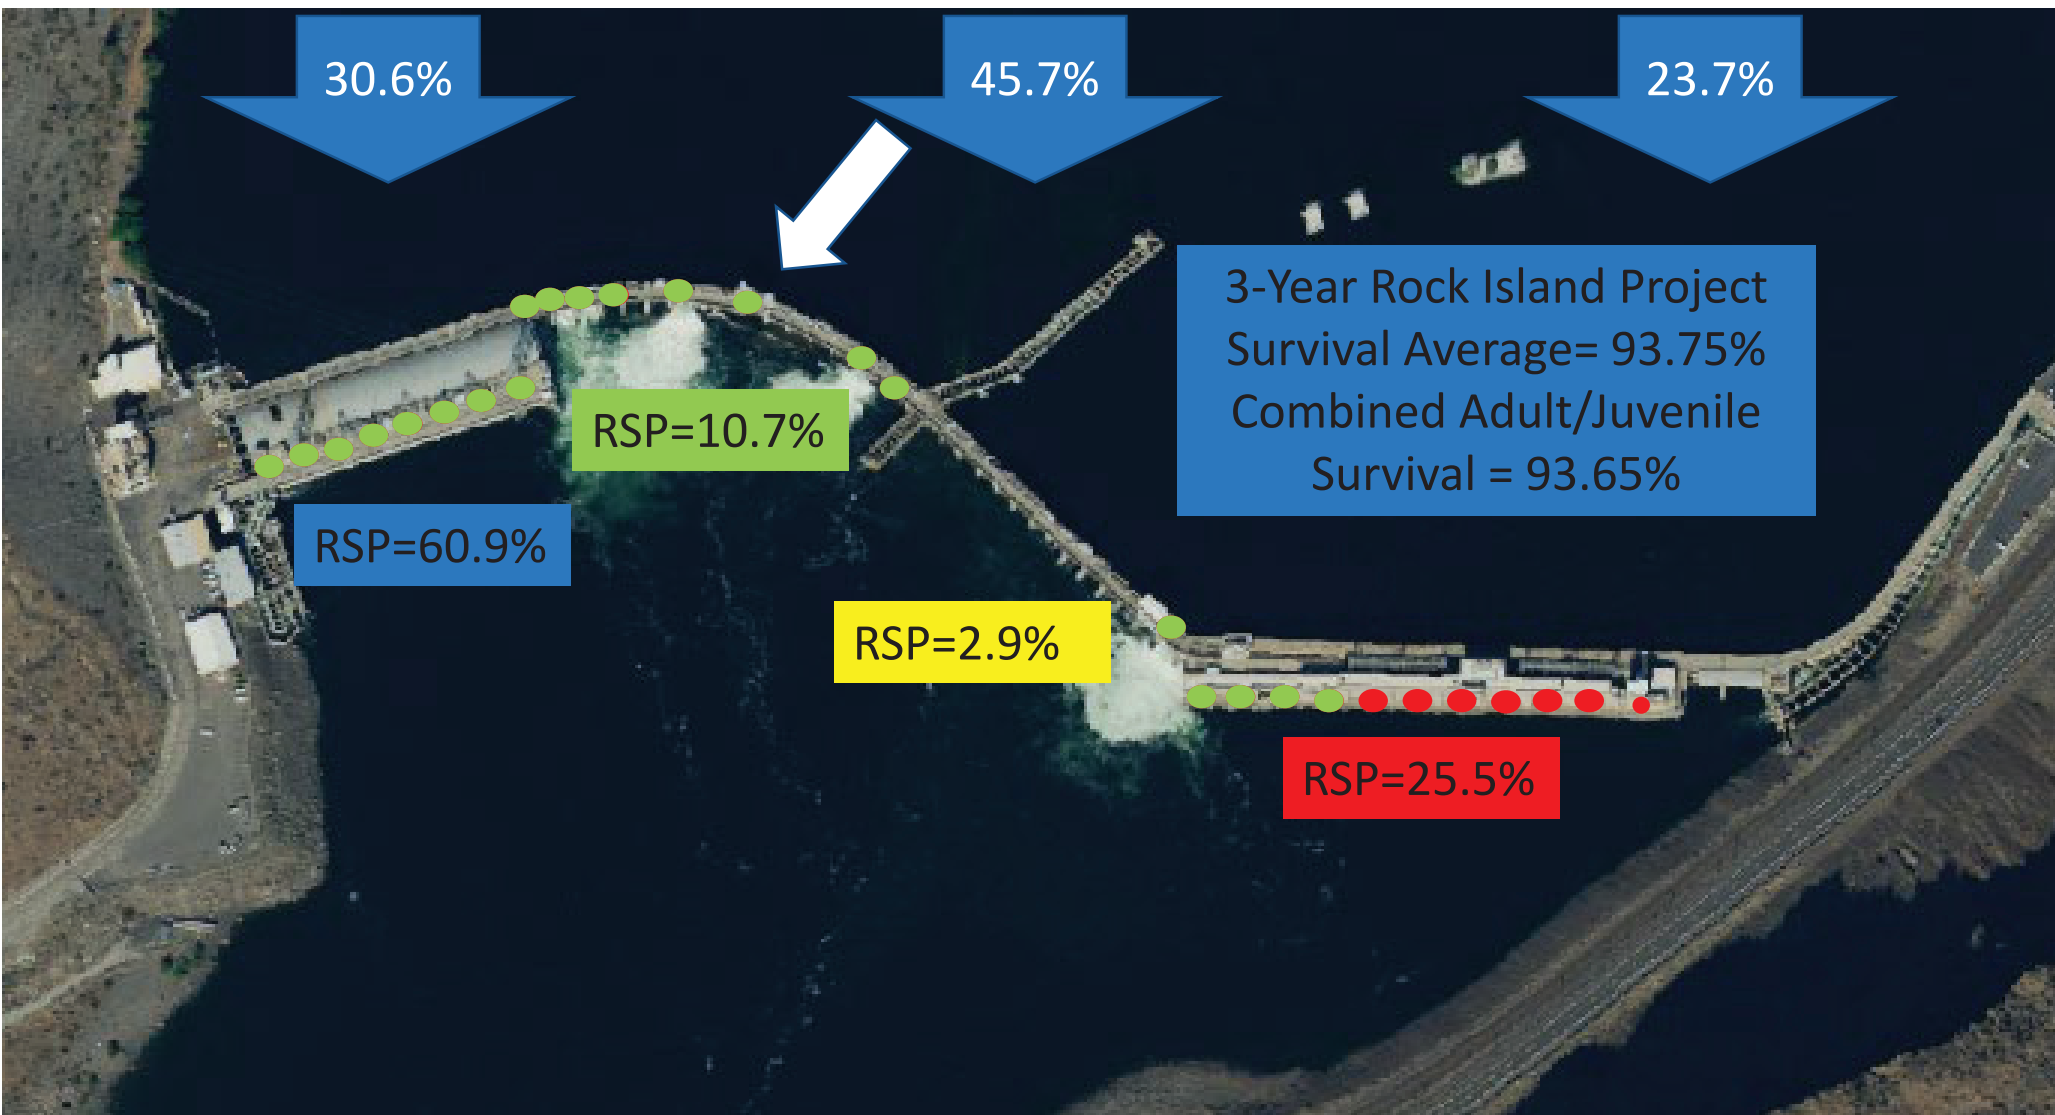 30.6%
45.7%
23.7%
3-Year Rock Island Project
Survival Average= 93.75%
Combined Adult/Juvenile
Survival = 93.65%
RSP=10.7%
RSP=60.9%
RSP=2.9%
RSP=25.5%